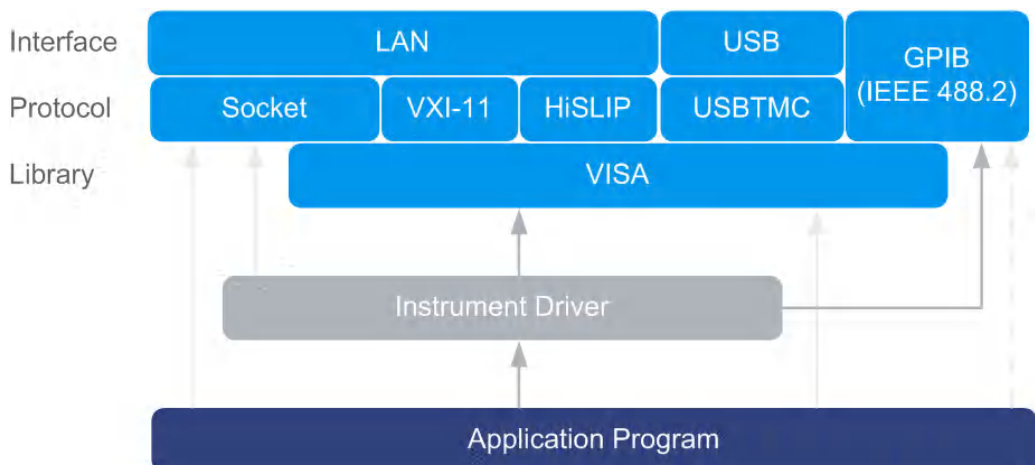 Interface
LAN
USB
GPIB
(IEEE 488.2)
Protocol
Socket
VXI-11
HiSLIP
USBTMC
Library
VISA
Instrument Driver
Application Program